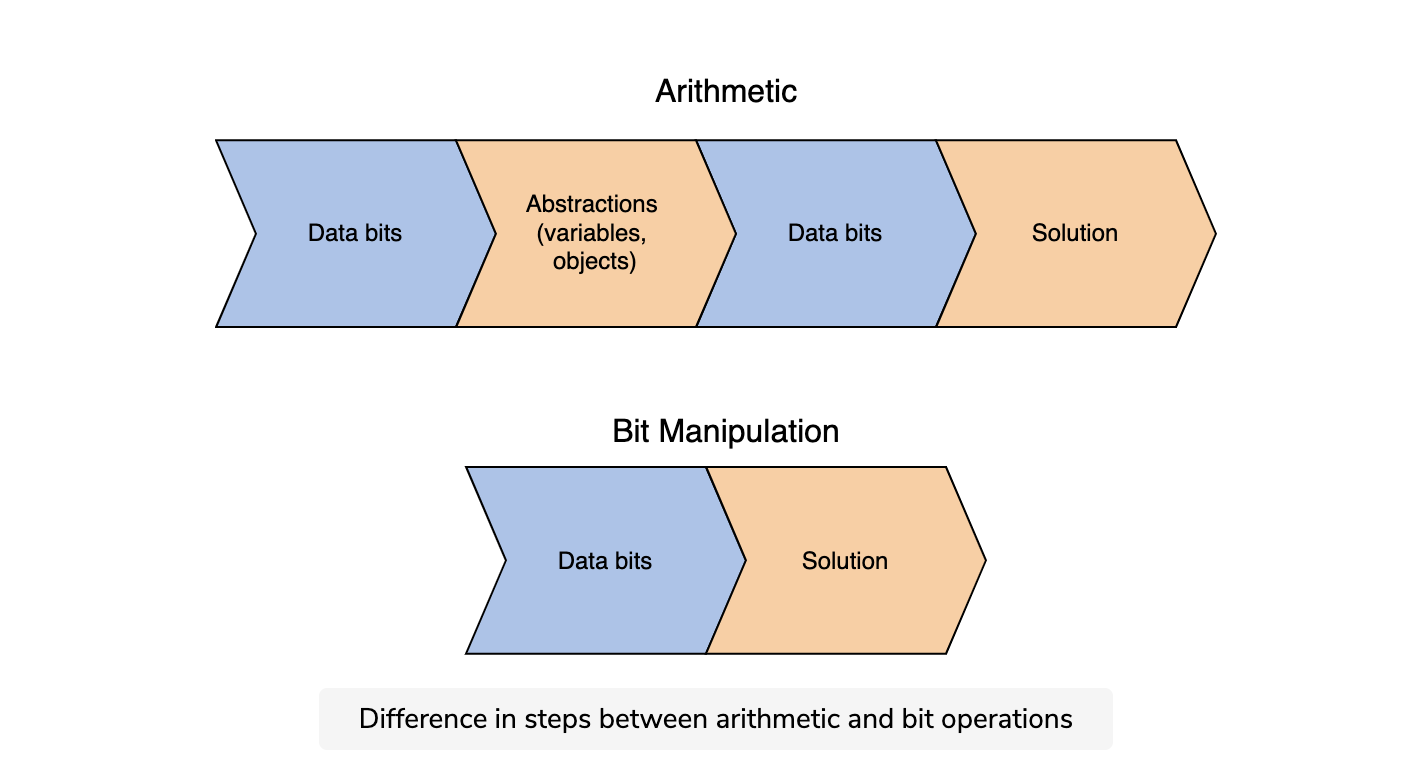 Arithmetic
Data bits
Abstractions
(variables,
objects)
Data bits
Solution
Bit Manipulation
Data bits
Solution
Difference in steps between arithmetic and bit operations